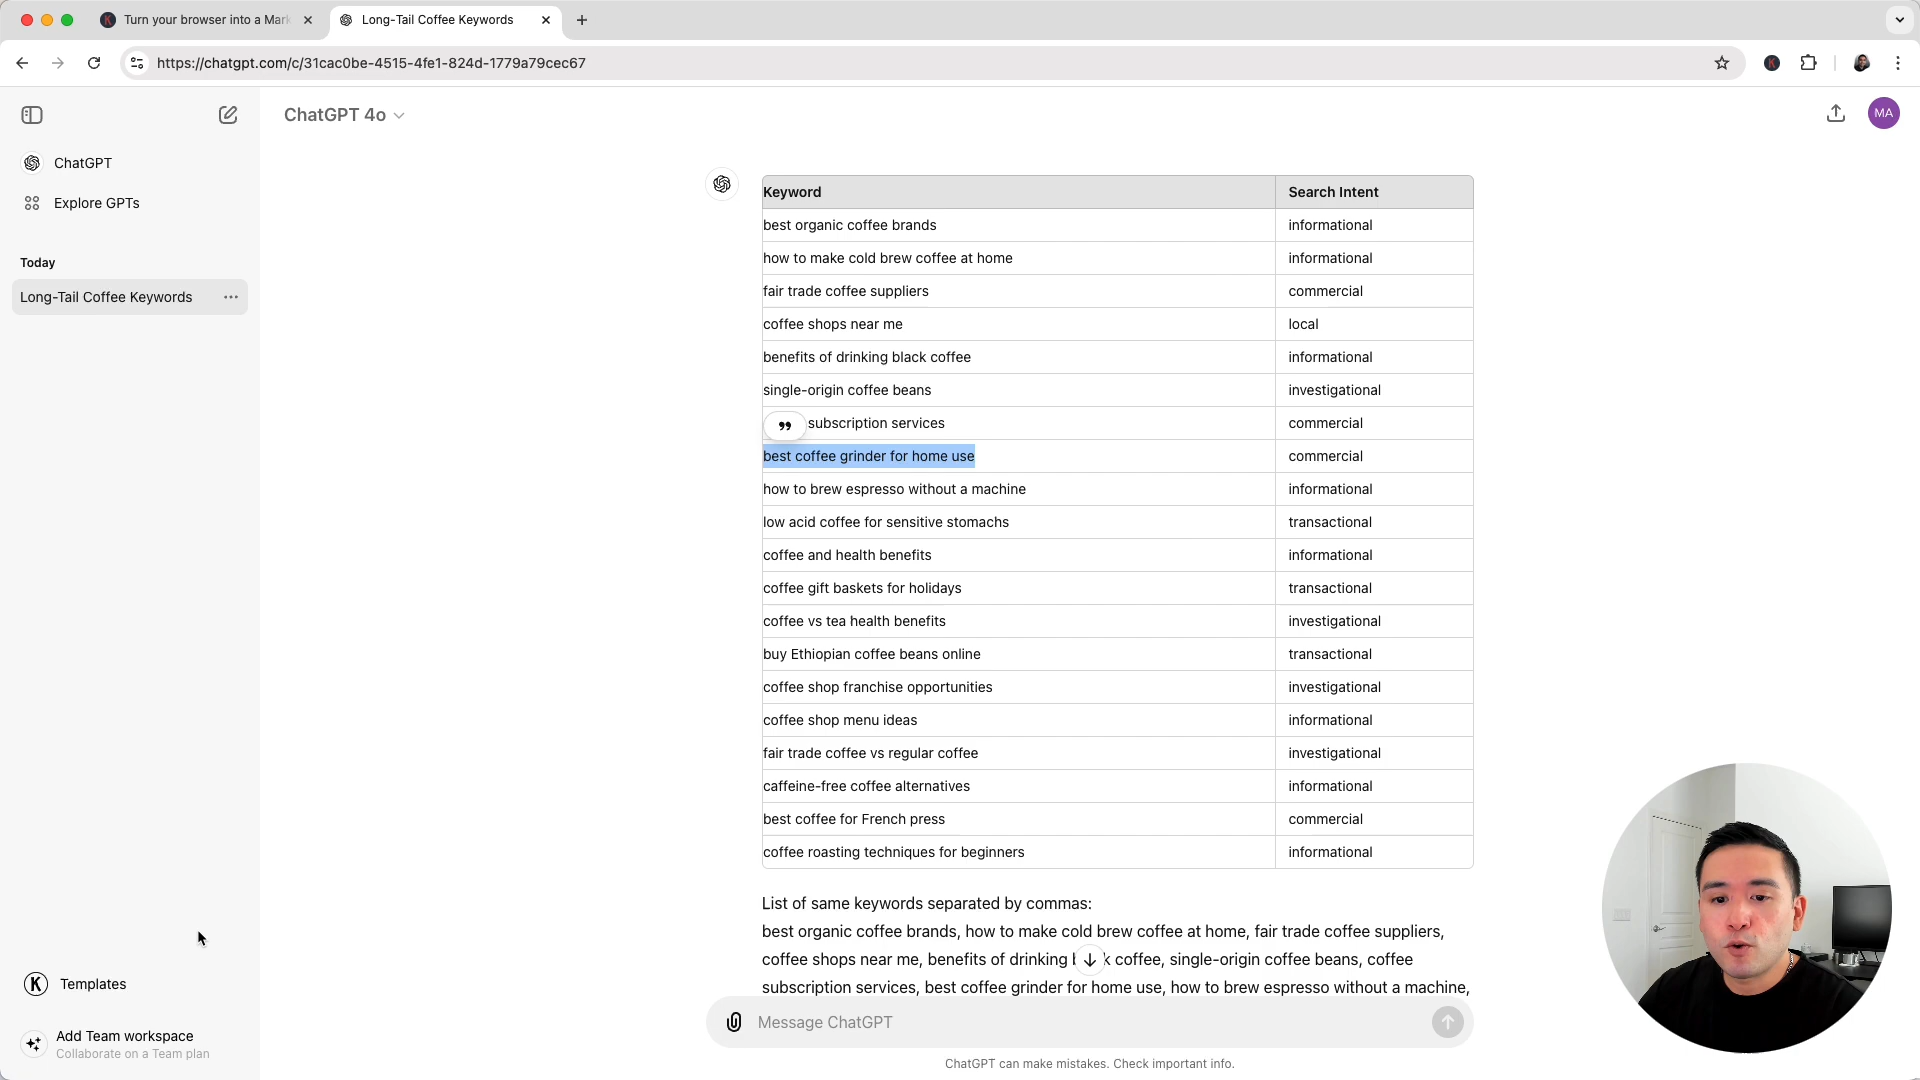 Turn your browser into a Mark
Long-Tail Coffee Keywords
https://chatgpt.com/c/31cac0be-4515-4fe1-824d-1779a79cec67
K
ChatGPT 4o
MA
ChatGPT
Explore GPTs
Today
Long-Tail Coffee Keywords
Keyword Search Intent
best organic coffee brands informational
how to make cold brew coffee at home informational
fair trade coffee suppliers commercial
coffee shops near me local
benefits of drinking black coffee informational
single-origin coffee beans investigational
subscription services commercial
best coffee grinder for home use commercial
how to brew espresso without a machine informational
low acid coffee for sensitive stomachs transactional
coffee and health benefits informational
coffee gift baskets for holidays transactional
coffee vs tea health benefits investigational
buy Ethiopian coffee beans online transactional
coffee shop franchise opportunities investigational
coffee shop menu ideas informational
fair trade coffee vs regular coffee investigational
caffeine-free coffee alternatives informational
best coffee for French press commercial
coffee roasting techniques for beginners informational
List of same keywords separated by commas:
best organic coffee brands, how to make cold brew coffee at home, fair trade coffee suppliers,
coffee shops near me, benefits of drinking coffee, single-origin coffee beans, coffee
subscription services, best coffee grinder for home use, how to brew espresso without a machine,
K Templates
Add Team workspace
Collaborate on a Team plan
Message ChatGPT
ChatGPT can make mistakes. Check important info.